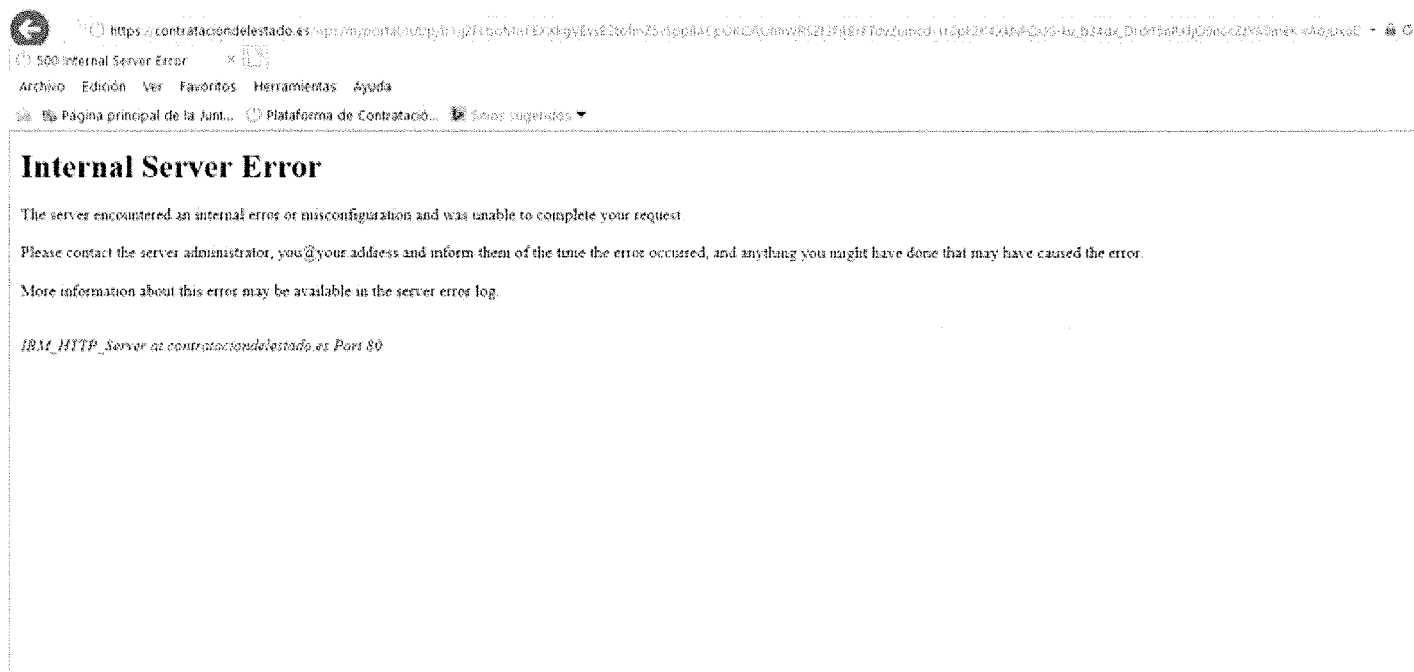 https://contrataciondelestado.es
500 Internal Server Error
Archivo Edición Ver Favoritos Herramientas Ayuda
Página principal de la Junt... Plataforma de Contratació... Sitios sugeridos
Internal Server Error
The server encountered an internal error or misconfiguration and was unable to complete your request.
Please contact the server administrator, you@your.address and inform them of the time the error occurred, and anything you might have done that may have caused the error.
More information about this error may be available in the server error log.
IBM_HTTP_Server at contrataciondelestado.es Port 80